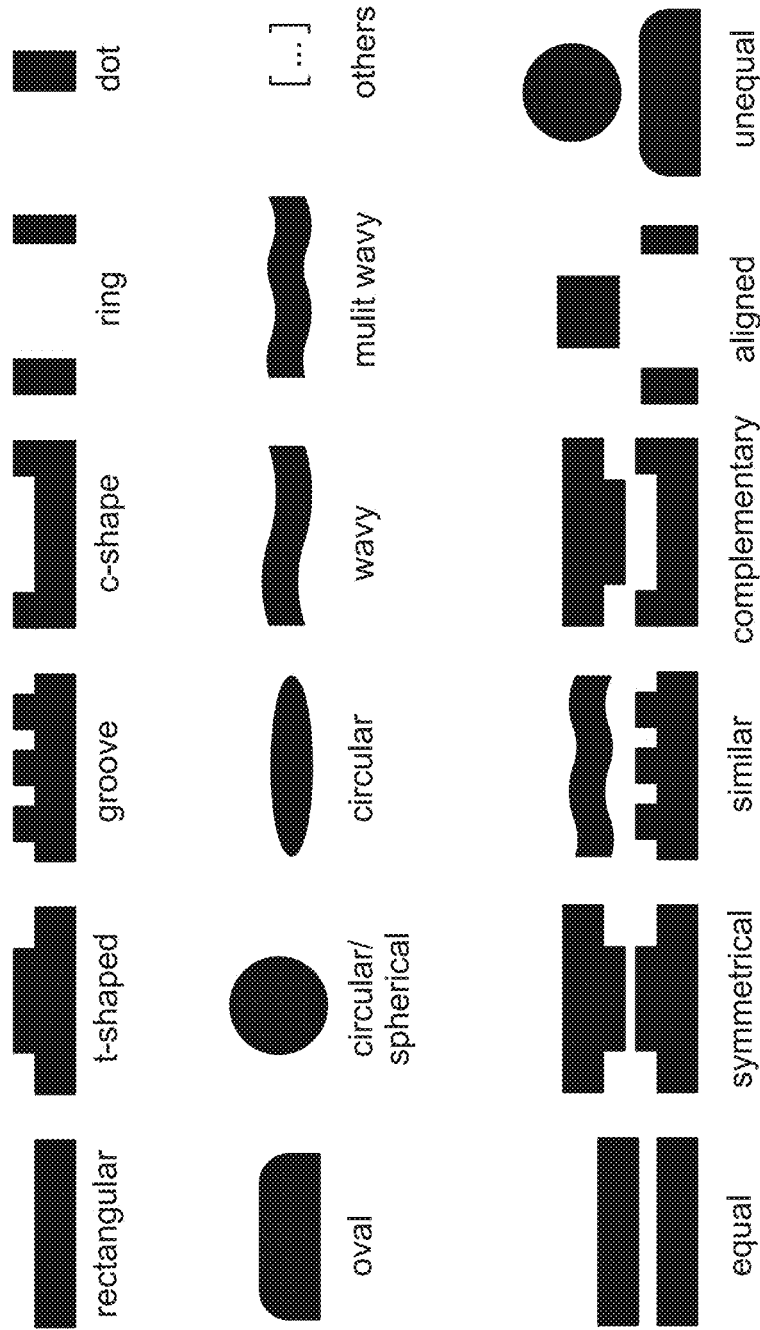 rectangular
t-shaped
groove
c-shape
ring
dot
oval
circular/
spherical
circular
wavy
mulit wavy
[...]
others
equal
symmetrical
similar
complementary
aligned
unequal